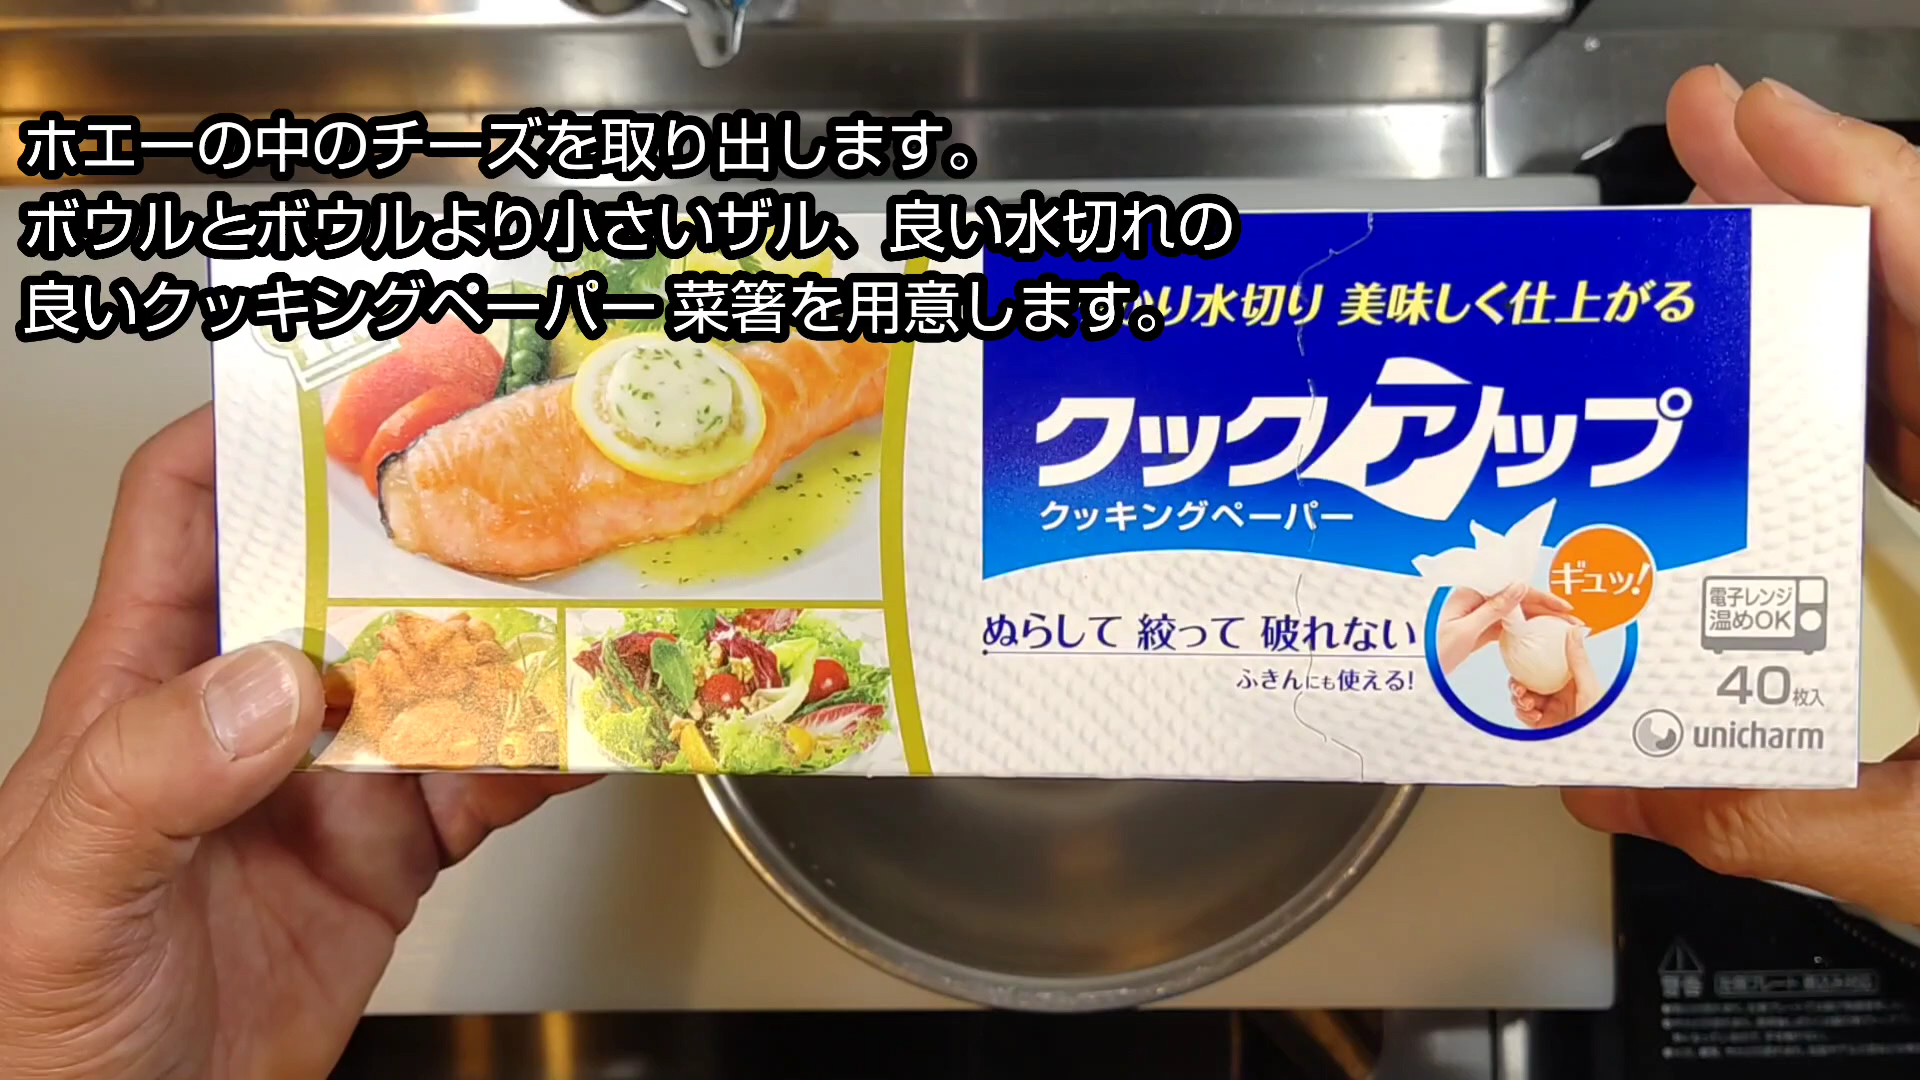 ホエーの中のチーズを取り出します。
ボウルとボウルより小さいザル、良い水切れの
良いクッキングペーパー 菜箸を用意します。
り水切り 美味しく仕上がる
クックアップ
クッキングペーパー
ギュッ!
ぬらして 絞って 破れない
ふきんにも使える!
電子レンジ
温めOK
40枚入
unicharm